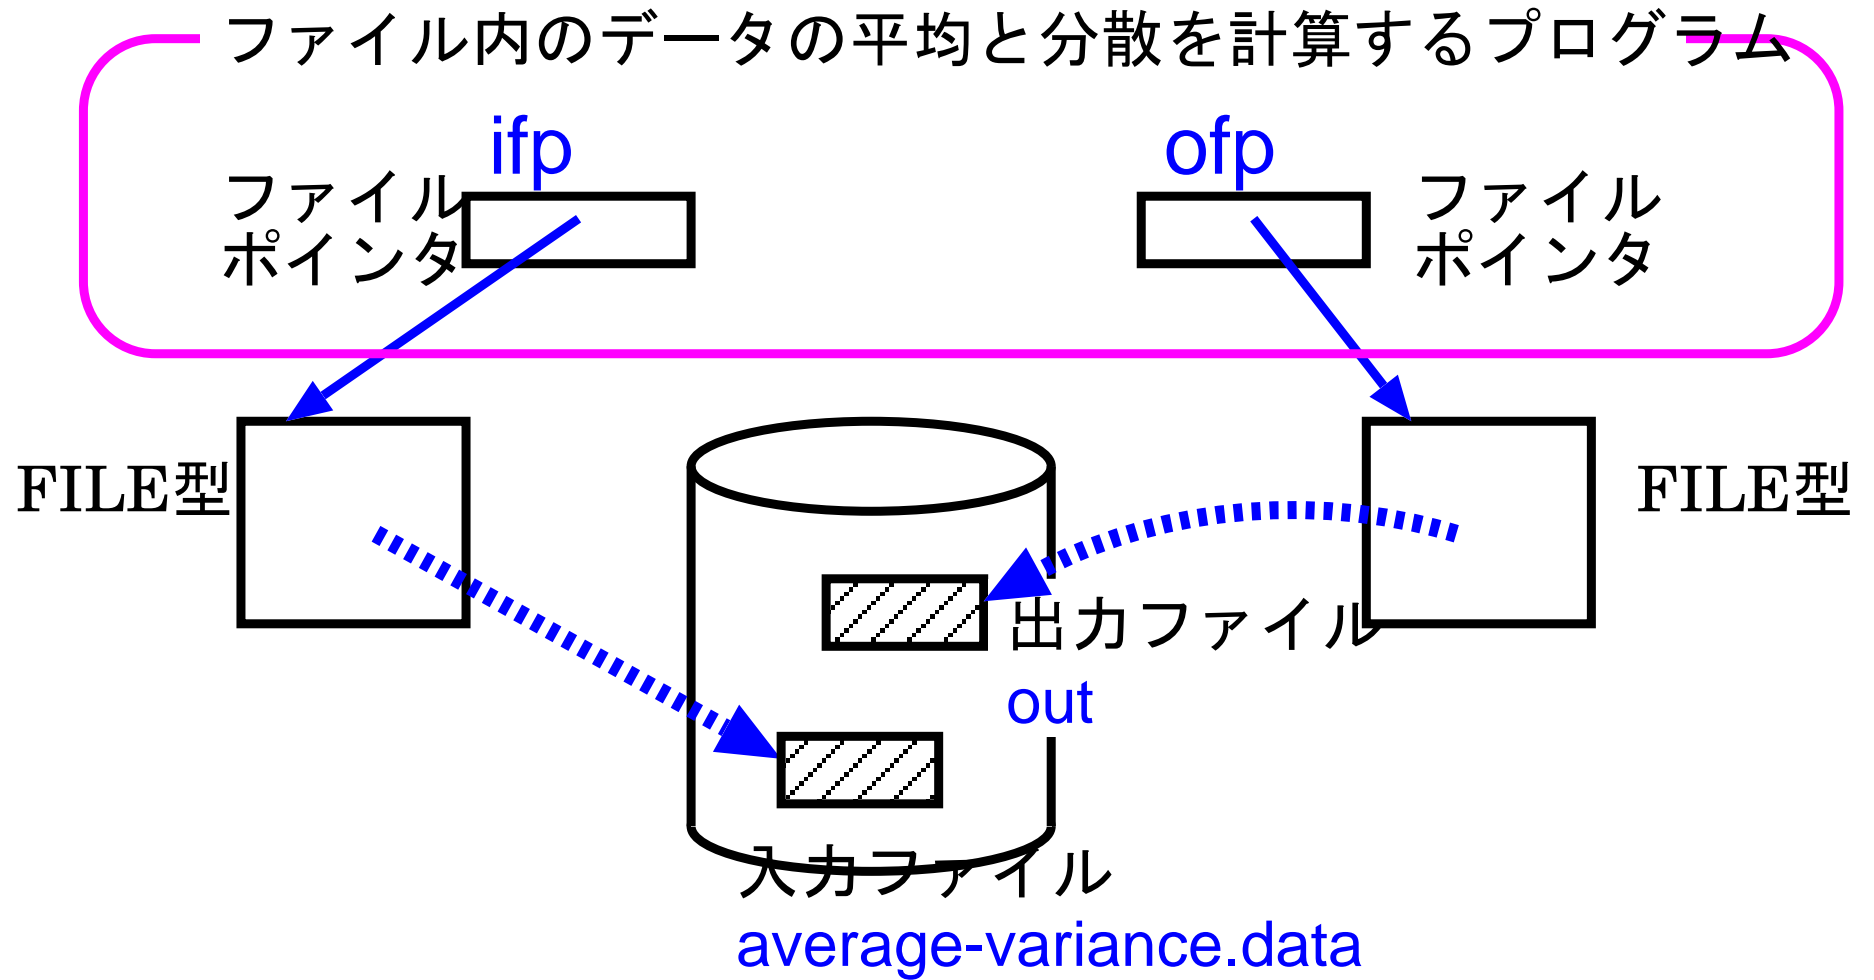 ファイル内のデータの平均と分散を計算するプログラム
ifp
ofp
ファイル
ポインタ
ファイル
ポインタ
FILE型
FILE型
出力ファイル
out
入力ファイル
average-variance.data